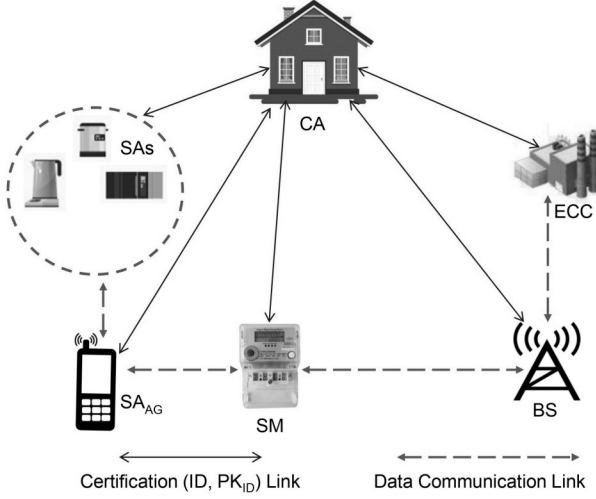 CA
SAs
ECC
SA_AG
SM
BS
Certification (ID, PK_ID) Link
Data Communication Link